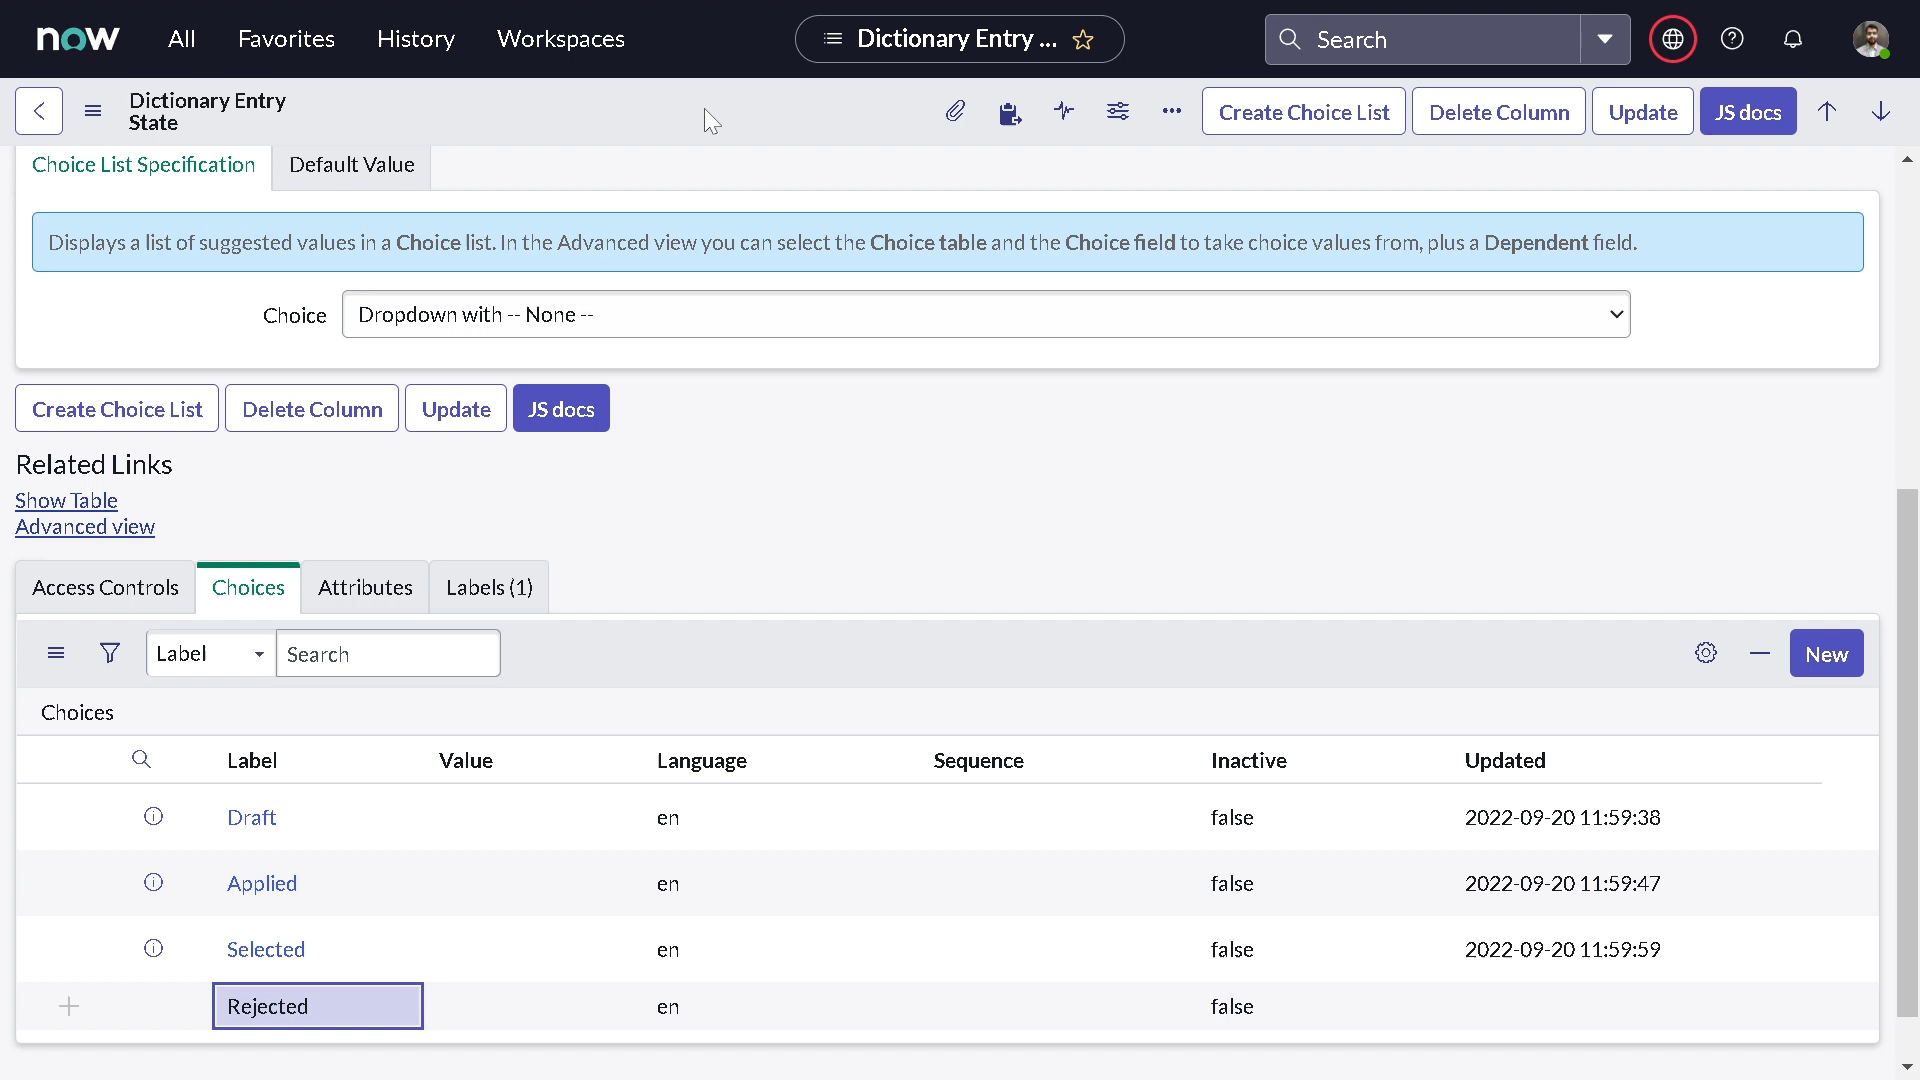 now All Favorites History Workspaces Dictionary Entry ... Search
Dictionary Entry
State
Create Choice List Delete Column Update JS docs
Choice List Specification Default Value
Displays a list of suggested values in a Choice list. In the Advanced view you can select the Choice table and the Choice field to take choice values from, plus a Dependent field.
Choice Dropdown with -- None --
Create Choice List Delete Column Update JS docs
Related Links
Show Table
Advanced view
Access Controls Choices Attributes Labels (1)
Label Search New
Choices
Label Value Language Sequence Inactive Updated
Draft en false 2022-09-20 11:59:38
Applied en false 2022-09-20 11:59:47
Selected en false 2022-09-20 11:59:59
Rejected en false